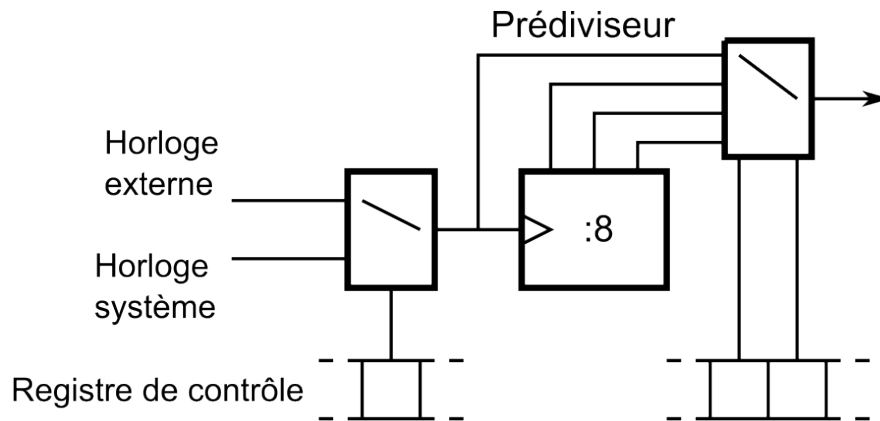 Prédiviseur
Horloge
externe
:8
Horloge
système
Registre de contrôle